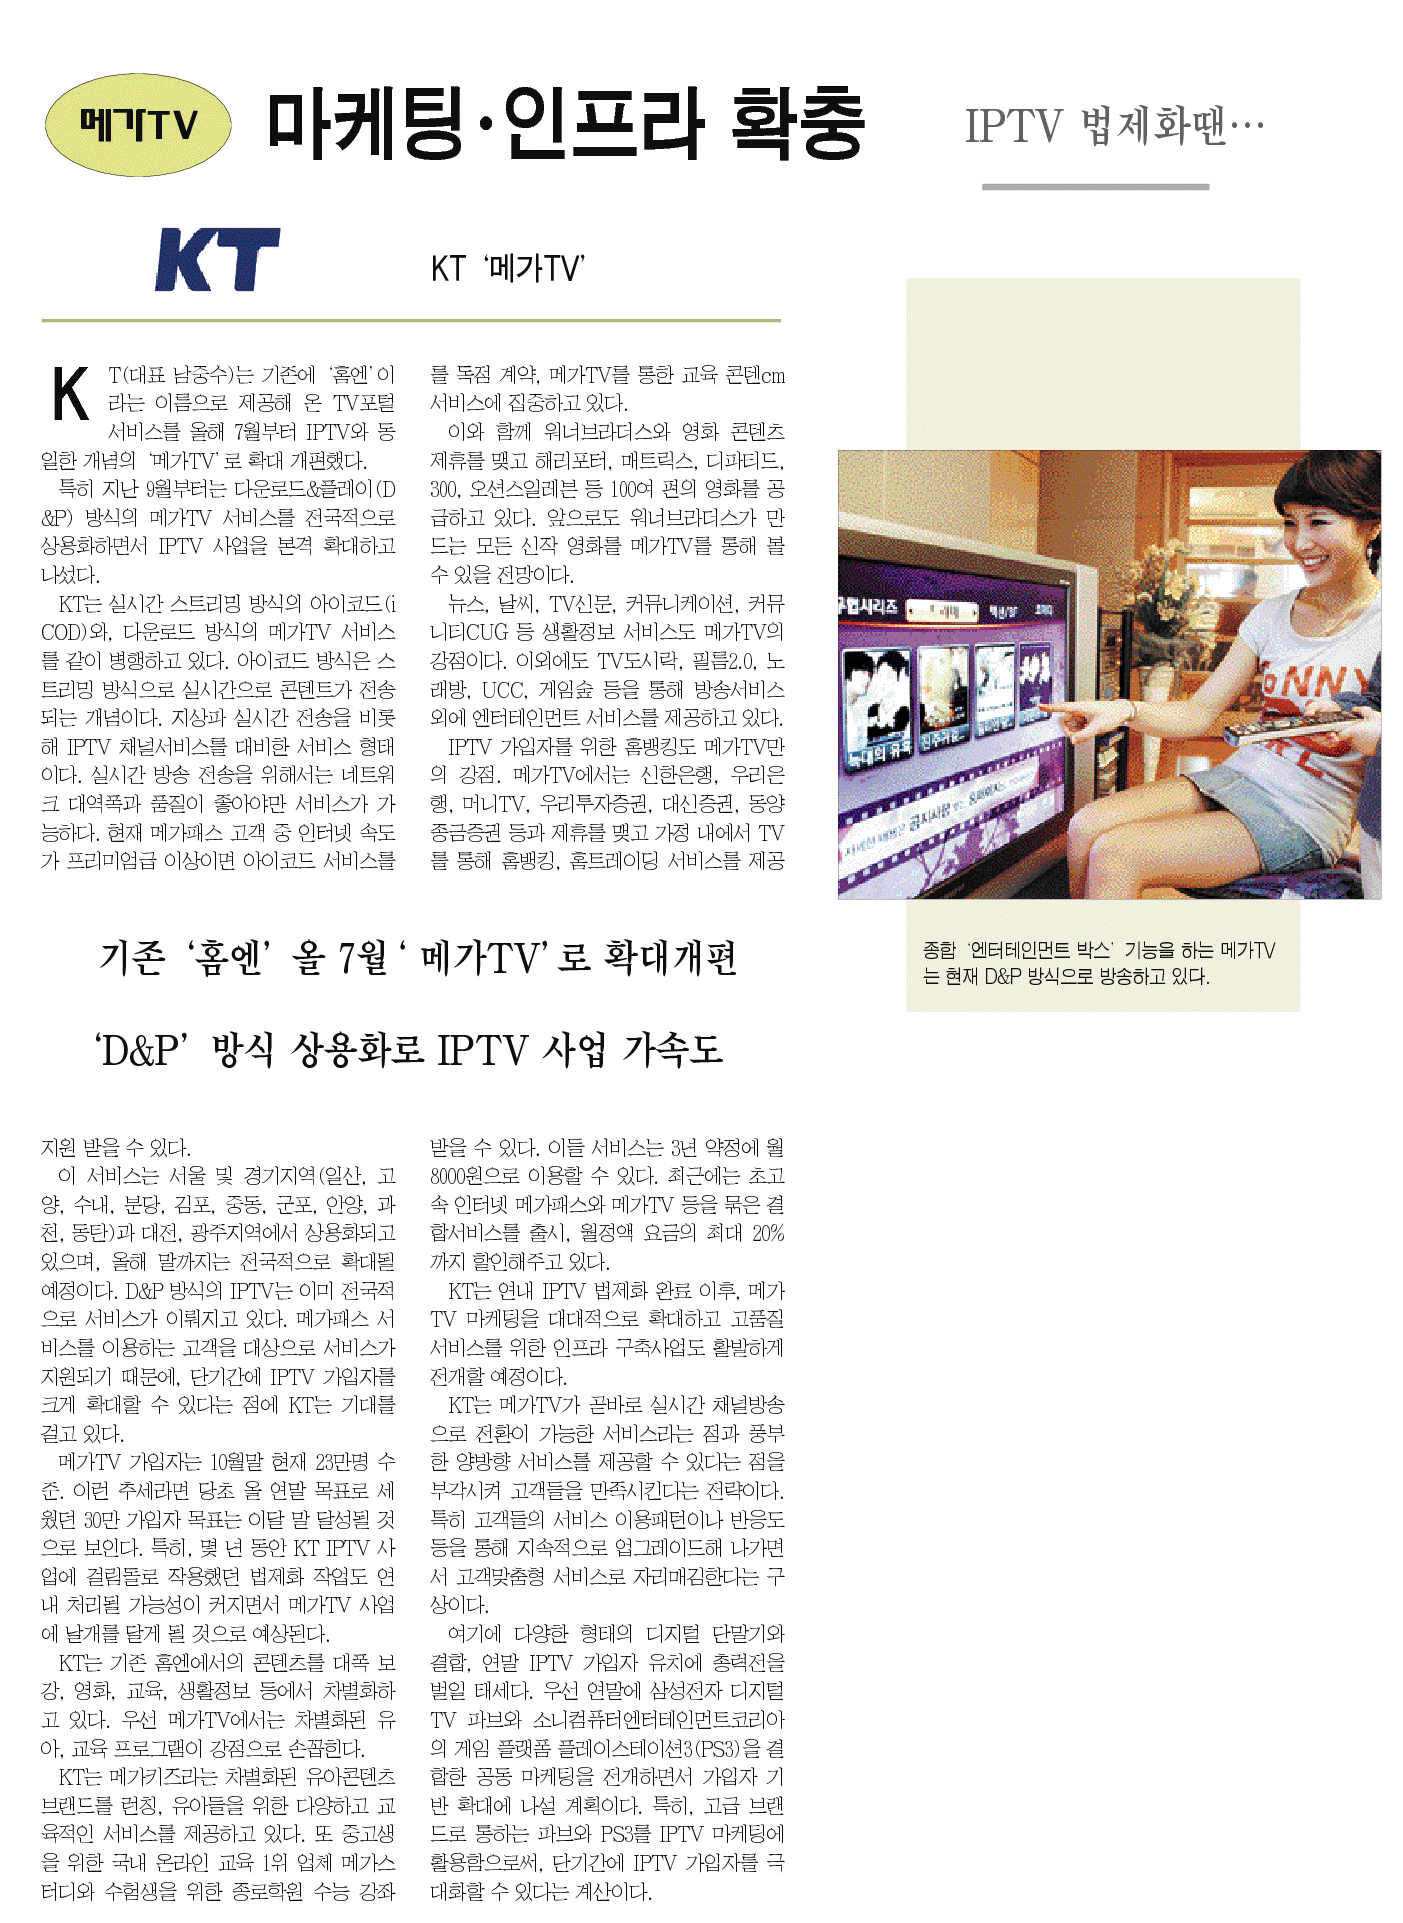 메가TV
마케팅·인프라 확충
IPTV 법제화땐…
KT
KT ‘메가TV’
KT(대표 남중수)는 기존에 ‘홈엔’이
라는 이름으로 제공해 온 TV포털
서비스를 올해 7월부터 IPTV와 동
일한 개념의 ‘메가TV’로 확대 개편했다.
특히 지난 9월부터는 다운로드&플레이(D
&P) 방식의 메가TV 서비스를 전국적으로
상용화하면서 IPTV 사업을 본격 확대하고
나섰다.
KT는 실시간 스트리밍 방식의 아이코드(i
COD)와, 다운로드 방식의 메가TV 서비스
를 같이 병행하고 있다. 아이코드 방식은 스
트리밍 방식으로 실시간으로 콘텐트가 전송
되는 개념이다. 지상파 실시간 전송을 비롯
해 IPTV 채널서비스를 대비한 서비스 형태
이다. 실시간 방송 전송을 위해서는 네트워
크 대역폭과 품질이 좋아야만 서비스가 가
능하다. 현재 메가패스 고객 중 인터넷 속도
가 프리미엄급 이상이면 아이코드 서비스를
를 독점 계약, 메가TV를 통한 교육 콘텐cm
서비스에 집중하고 있다.
이와 함께 워너브라더스와 영화 콘텐츠
제휴를 맺고 해리포터, 매트릭스, 디파티드,
300, 오션스일레븐 등 100여 편의 영화를 공
급하고 있다. 앞으로도 워너브라더스가 만
드는 모든 신작 영화를 메가TV를 통해 볼
수 있을 전망이다.
뉴스, 날씨, TV신문, 커뮤니케이션, 커뮤
니티CUG 등 생활정보 서비스도 메가TV의
강점이다. 이외에도 TV도시락, 필름2.0, 노
래방, UCC, 게임숲 등을 통해 방송서비스
외에 엔터테인먼트 서비스를 제공하고 있다.
IPTV 가입자를 위한 홈뱅킹도 메가TV만
의 강점. 메가TV에서는 신한은행, 우리은
행, 머니TV, 우리투자증권, 대신증권, 동양
종금증권 등과 제휴를 맺고 가정 내에서 TV
를 통해 홈뱅킹, 홈트레이딩 서비스를 제공
종합 ‘엔터테인먼트 박스’ 기능을 하는 메가TV
는 현재 D&P 방식으로 방송하고 있다.
기존 ‘홈엔’ 올 7월 ‘메가TV’로 확대개편
‘D&P’ 방식 상용화로 IPTV 사업 가속도
지원 받을 수 있다.
이 서비스는 서울 및 경기지역(일산, 고
양, 수내, 분당, 김포, 중동, 군포, 안양, 과
천, 동탄)과 대전, 광주지역에서 상용화되고
있으며, 올해 말까지는 전국적으로 확대될
예정이다. D&P 방식의 IPTV는 이미 전국적
으로 서비스가 이뤄지고 있다. 메가패스 서
비스를 이용하는 고객을 대상으로 서비스가
지원되기 때문에, 단기간에 IPTV 가입자를
크게 확대할 수 있다는 점에 KT는 기대를
걸고 있다.
메가TV 가입자는 10월말 현재 23만명 수
준. 이런 추세라면 당초 올 연말 목표로 세
웠던 30만 가입자 목표는 이달 말 달성될 것
으로 보인다. 특히, 몇 년 동안 KT IPTV 사
업에 걸림돌로 작용했던 법제화 작업도 연
내 처리될 가능성이 커지면서 메가TV 사업
에 날개를 달게 될 것으로 예상된다.
KT는 기존 홈엔에서의 콘텐츠를 대폭 보
강, 영화, 교육, 생활정보 등에서 차별화하
고 있다. 우선 메가TV에서는 차별화된 유
아, 교육 프로그램이 강점으로 손꼽힌다.
KT는 메가키즈라는 차별화된 유아콘텐츠
브랜드를 런칭, 유아들을 위한 다양하고 교
육적인 서비스를 제공하고 있다. 또 중고생
을 위한 국내 온라인 교육 1위 업체 메가스
터디와 수험생을 위한 종로학원 수능 강좌
받을 수 있다. 이들 서비스는 3년 약정에 월
8000원으로 이용할 수 있다. 최근에는 초고
속 인터넷 메가패스와 메가TV 등을 묶은 결
합서비스를 출시, 월정액 요금의 최대 20%
까지 할인해주고 있다.
KT는 연내 IPTV 법제화 완료 이후, 메가
TV 마케팅을 대대적으로 확대하고 고품질
서비스를 위한 인프라 구축사업도 활발하게
전개할 예정이다.
KT는 메가TV가 곧바로 실시간 채널방송
으로 전환이 가능한 서비스라는 점과 풍부
한 양방향 서비스를 제공할 수 있다는 점을
부각시켜 고객들을 만족시킨다는 전략이다.
특히 고객들의 서비스 이용패턴이나 반응도
등을 통해 지속적으로 업그레이드해 나가면
서 고객맞춤형 서비스로 자리매김한다는 구
상이다.
여기에 다양한 형태의 디지털 단말기와
결합, 연말 IPTV 가입자 유치에 총력전을
벌일 태세다. 우선 연말에 삼성전자 디지털
TV 파브와 소니컴퓨터엔터테인먼트코리아
의 게임 플랫폼 플레이스테이션3(PS3)을 결
합한 공동 마케팅을 전개하면서 가입자 기
반 확대에 나설 계획이다. 특히, 고급 브랜
드로 통하는 파브와 PS3를 IPTV 마케팅에
활용함으로써, 단기간에 IPTV 가입자를 극
대화할 수 있다는 계산이다.